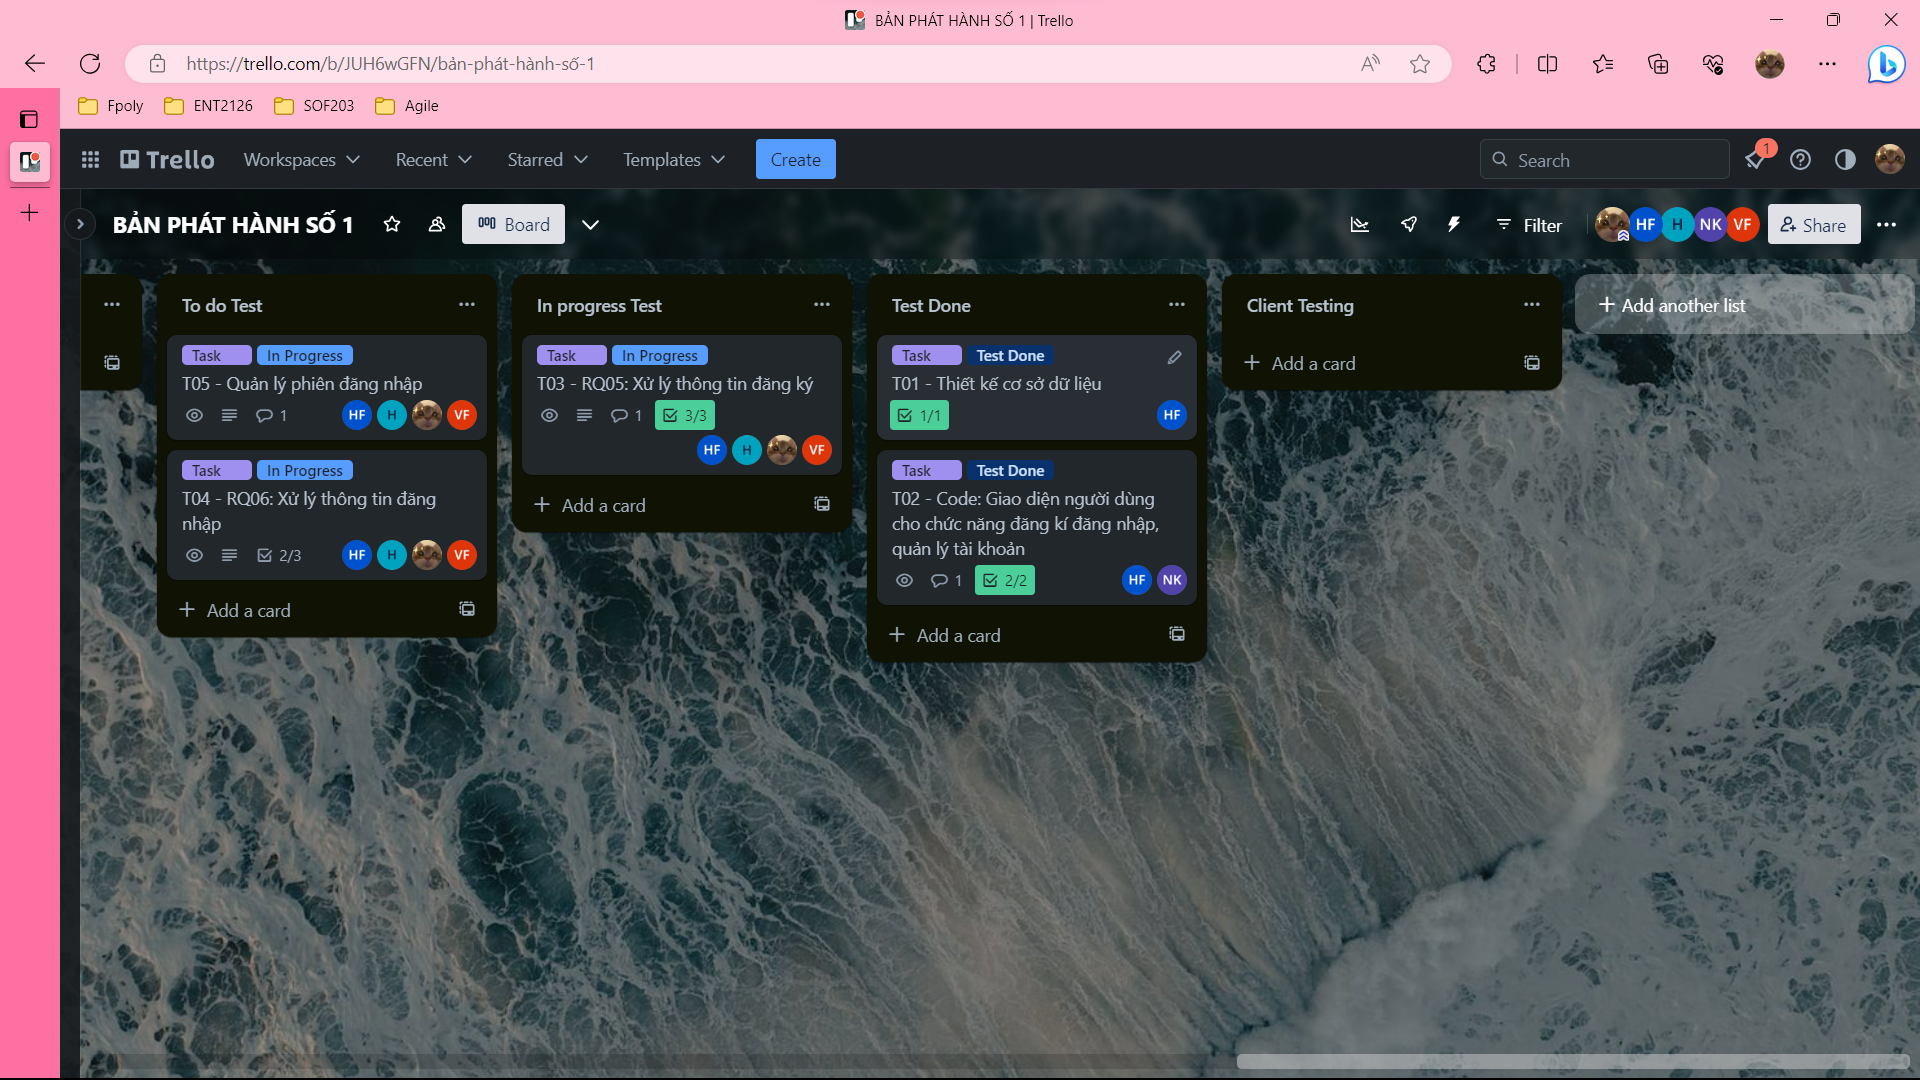 BẢN PHÁT HÀNH SỐ 1 | Trello
https://trello.com/b/JUH6wGFN/bản-phát-hành-số-1
Fpoly ENT2126 SOF203 Agile
Trello Workspaces Recent Starred Templates Create Search 1
BẢN PHÁT HÀNH SỐ 1 Board Filter HF H NK VF Share
To do Test
Task In Progress
T05 - Quản lý phiên đăng nhập
1 HF H VF
Task In Progress
T04 - RQ06: Xử lý thông tin đăng
nhập
2/3 HF H VF
Add a card
In progress Test
Task In Progress
T03 - RQ05: Xử lý thông tin đăng ký
1 3/3
HF H VF
Add a card
Test Done
Task Test Done
T01 - Thiết kế cơ sở dữ liệu
1/1 HF
Task Test Done
T02 - Code: Giao diện người dùng
cho chức năng đăng kí đăng nhập,
quản lý tài khoản
1 2/2 HF NK
Add a card
Client Testing
Add a card
Add another list